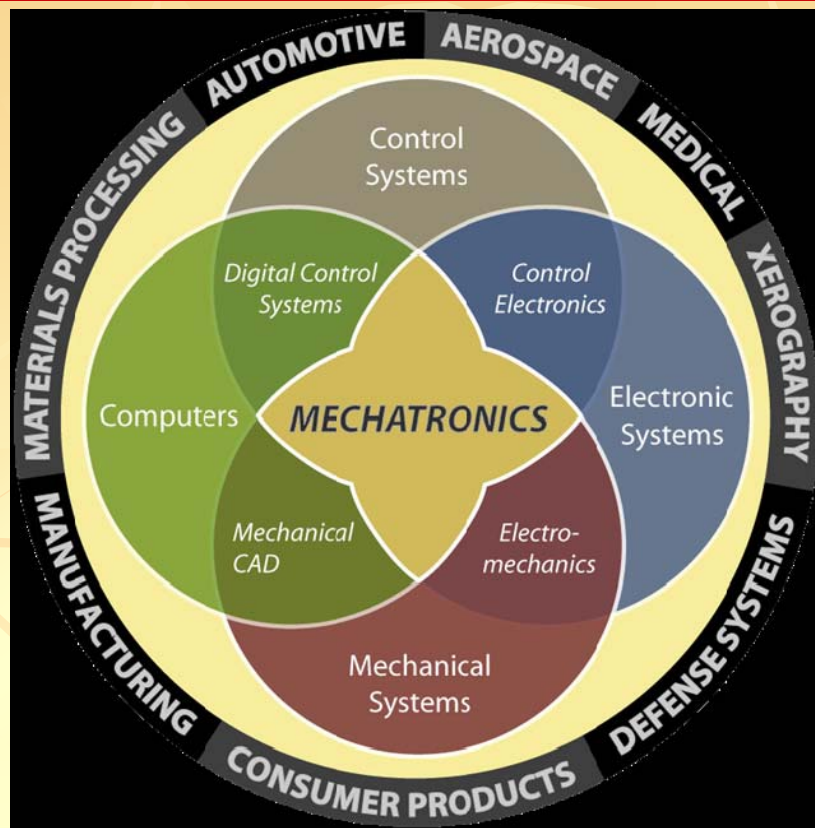 AUTOMOTIVE
AEROSPACE
MEDICAL
XEROGRAPHY
DEFENSE SYSTEMS
CONSUMER PRODUCTS
MANUFACTURING
MATERIALS PROCESSING
Control
Systems
Digital Control
Systems
Control
Electronics
Computers
MECHATRONICS
Electronic
Systems
Mechanical
CAD
Electro-
mechanics
Mechanical
Systems